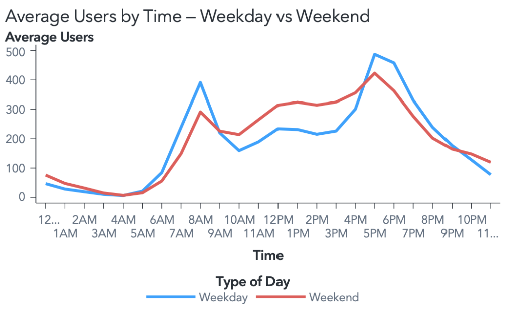 Average Users by Time – Weekday vs Weekend
Average Users
500
400
300
200
100
0
12... 2AM 4AM 6AM 8AM 10AM 12PM 2PM 4PM 6PM 8PM 10PM
1AM 3AM 5AM 7AM 9AM 11AM 1PM 3PM 5PM 7PM 9PM 11...
Time
Type of Day
Weekday Weekend